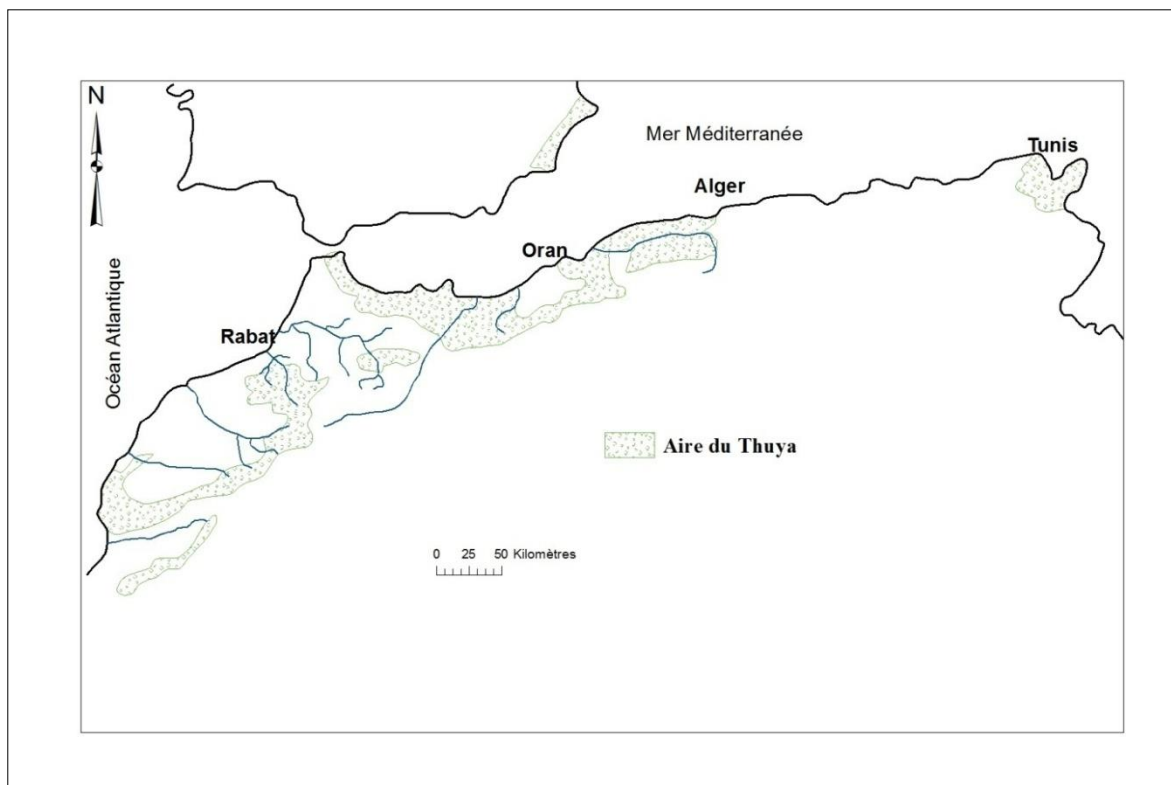 N
Mer Méditerranée
Tunis
Alger
Oran
Océan Atlantique
Rabat
Aire du Thuya
0 25 50 Kilomètres